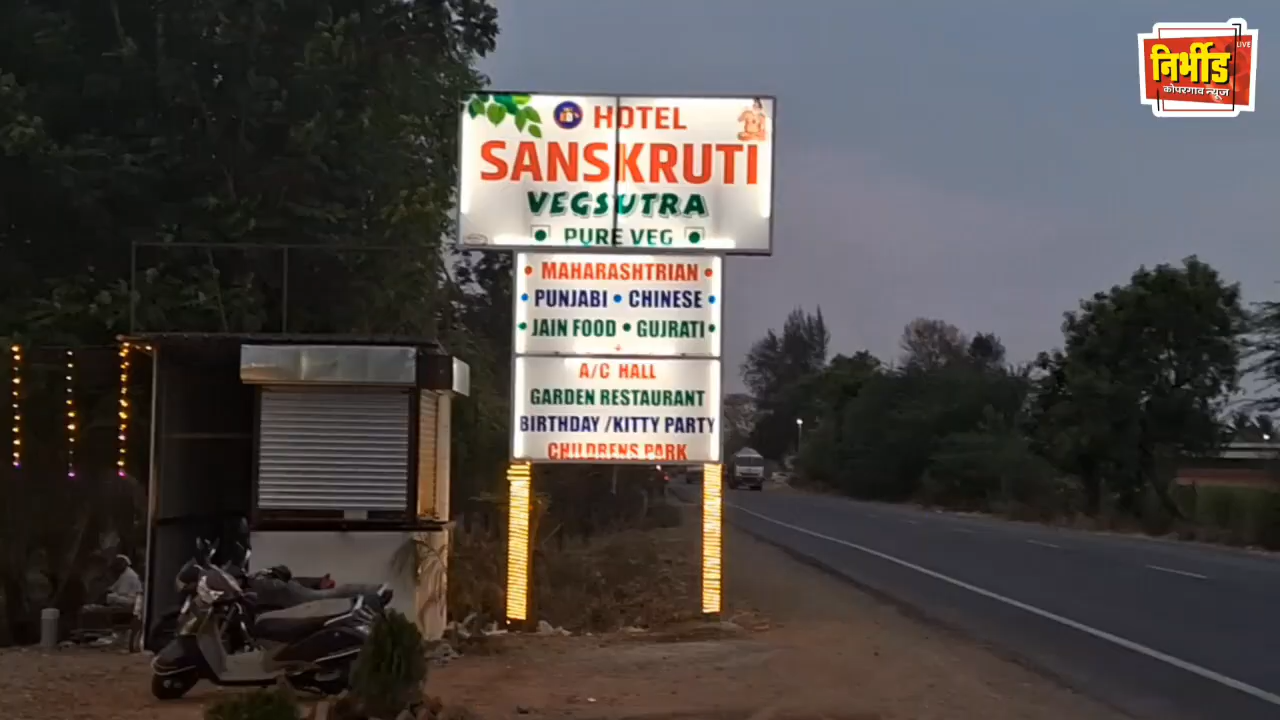 HOTEL
SANSKRUTI
VEGSUTRA
PURE VEG
• MAHARASHTRIAN •
• PUNJABI • CHINESE •
• JAIN FOOD • GUJRATI •
A/C HALL
GARDEN RESTAURANT
BIRTHDAY /KITTY PARTY
CHILDRENS PARK
LIVE
निर्भीड
कोपरगाव न्यूज